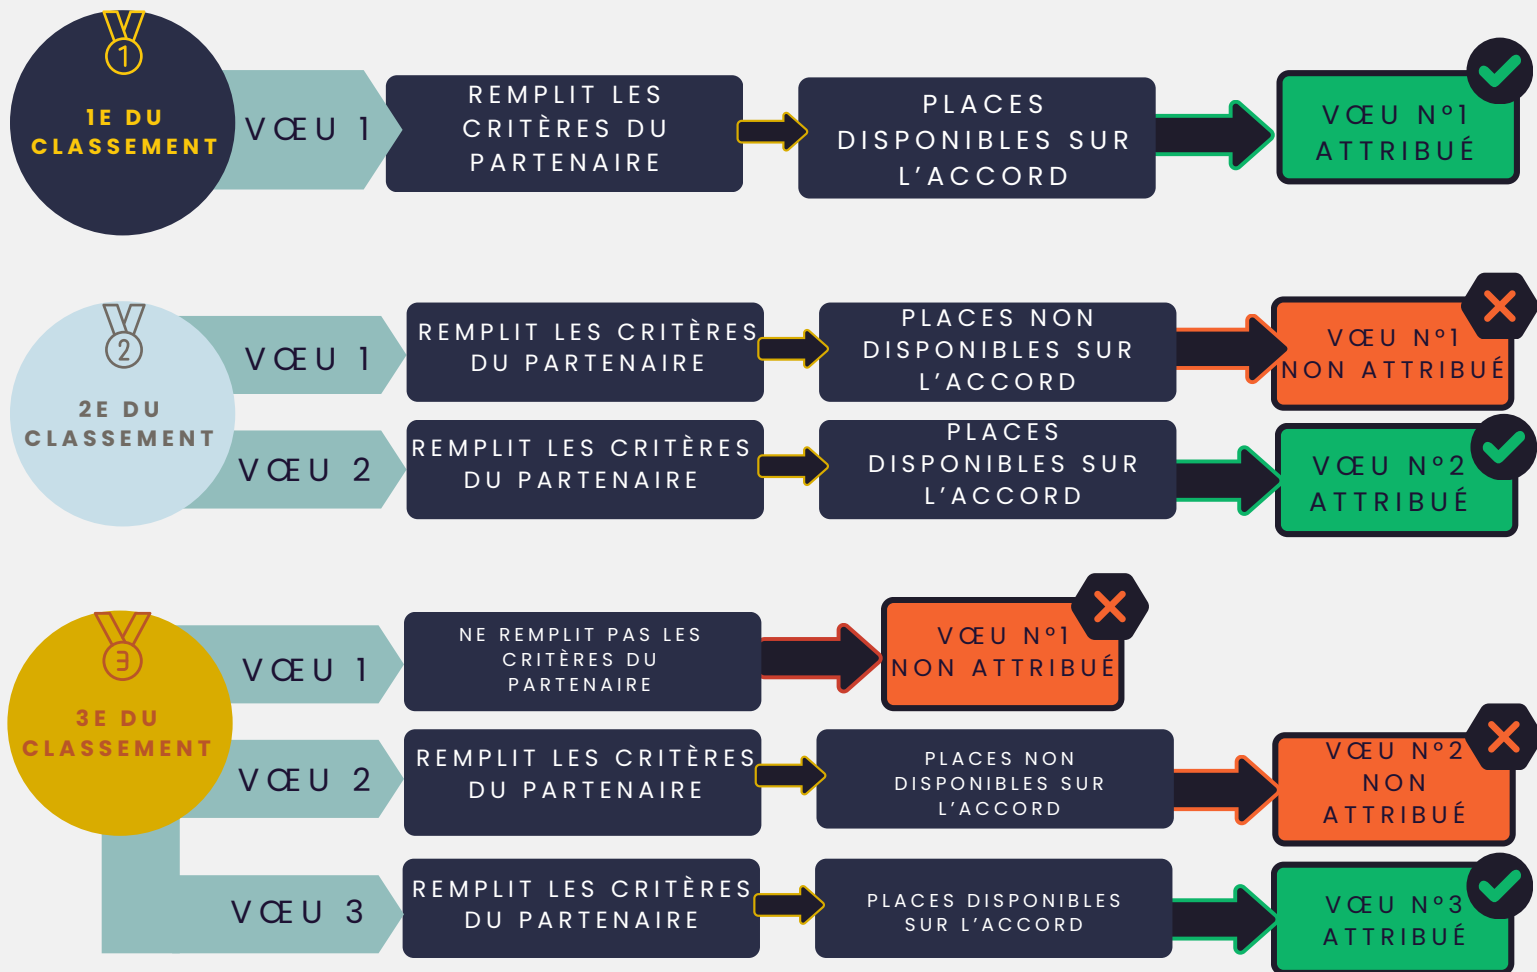 1
1E DU
CLASSEMENT
VŒU 1
REMPLIT LES
CRITÈRES DU
PARTENAIRE
PLACES
DISPONIBLES SUR
L'ACCORD
VŒU N°1
ATTRIBUÉ
2
2E DU
CLASSEMENT
VŒU 1
REMPLIT LES CRITÈRES
DU PARTENAIRE
PLACES NON
DISPONIBLES SUR
L'ACCORD
VŒU N°1
NON ATTRIBUÉ
VŒU 2
REMPLIT LES CRITÈRES
DU PARTENAIRE
PLACES
DISPONIBLES SUR
L'ACCORD
VŒU N°2
ATTRIBUÉ
3
3E DU
CLASSEMENT
VŒU 1
NE REMPLIT PAS LES
CRITÈRES DU
PARTENAIRE
VŒU N°1
NON ATTRIBUÉ
VŒU 2
REMPLIT LES CRITÈRES
DU PARTENAIRE
PLACES NON
DISPONIBLES SUR
L'ACCORD
VŒU N°2
NON
ATTRIBUÉ
VŒU 3
REMPLIT LES CRITÈRES
DU PARTENAIRE
PLACES DISPONIBLES
SUR L'ACCORD
VŒU N°3
ATTRIBUÉ